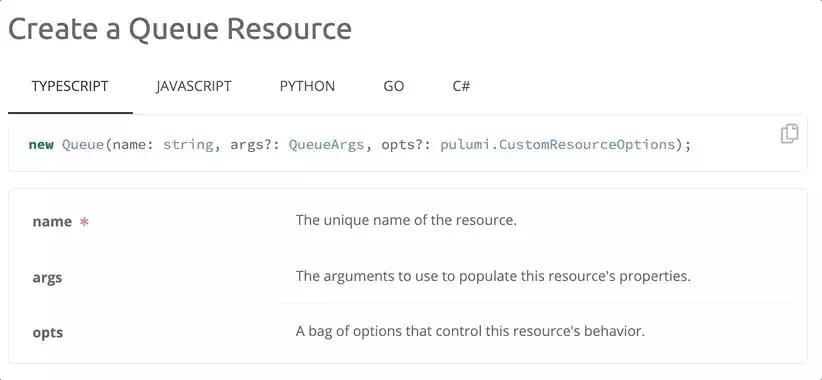 Create a Queue Resource
TYPESCRIPT JAVASCRIPT PYTHON GO C#
new Queue(name: string, args?: QueueArgs, opts?: pulumi.CustomResourceOptions);
name * The unique name of the resource.
args The arguments to use to populate this resource's properties.
opts A bag of options that control this resource's behavior.